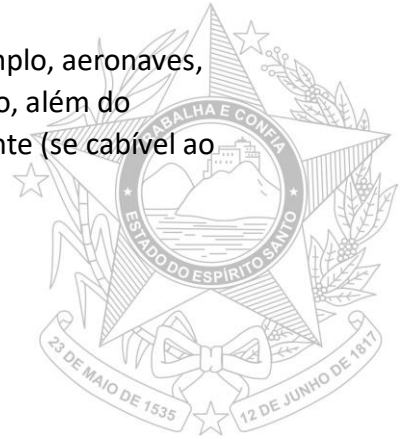 mplo, aeronaves,
o, além do
nte (se cabível ao
TRABALHA E CONFIA
ESTADO DO ESPÍRITO SANTO
23 DE MAIO DE 1535
12 DE JUNHO DE 1817